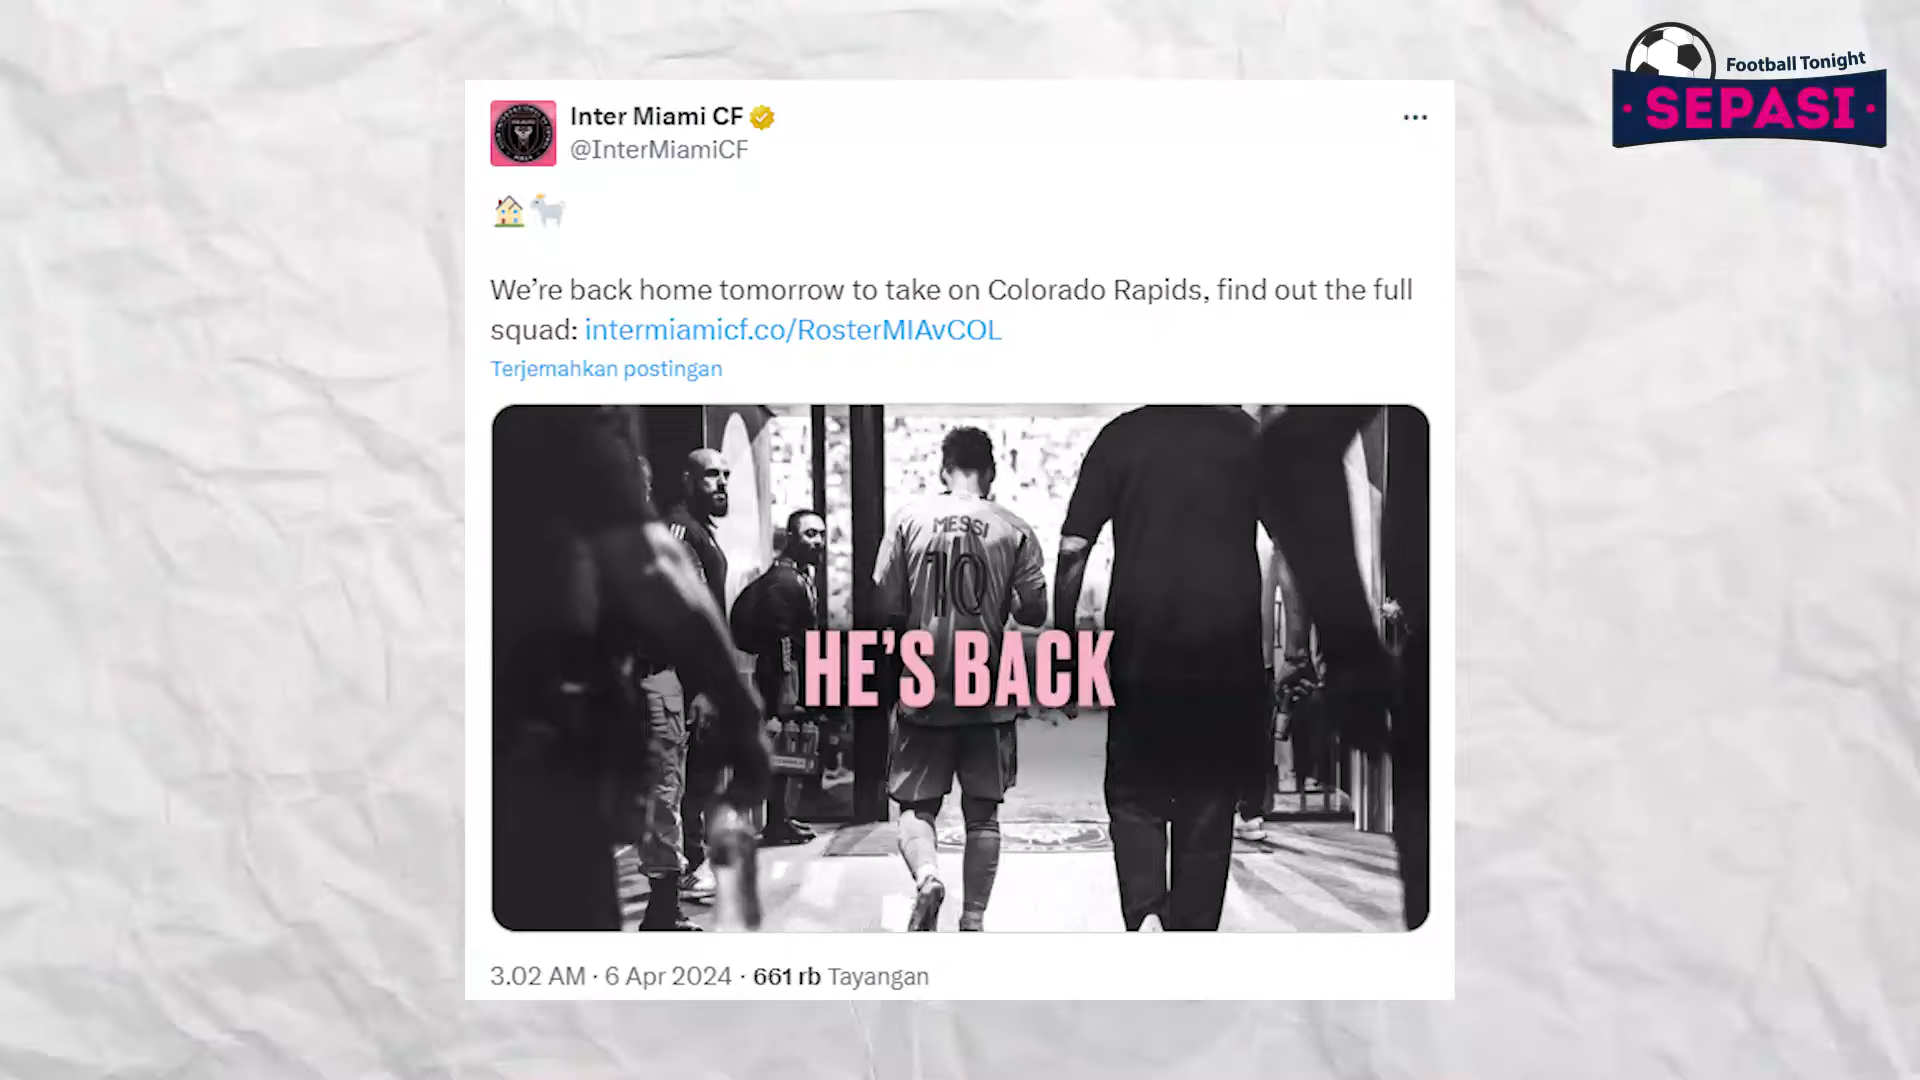 Football Tonight
SEPASI
Inter Miami CF
@InterMiamiCF
We’re back home tomorrow to take on Colorado Rapids, find out the full
squad: intermiamicf.co/RosterMIAvCOL
Terjemahkan postingan
MESSI
10
HE’S BACK
3.02 AM · 6 Apr 2024 · 661 rb Tayangan